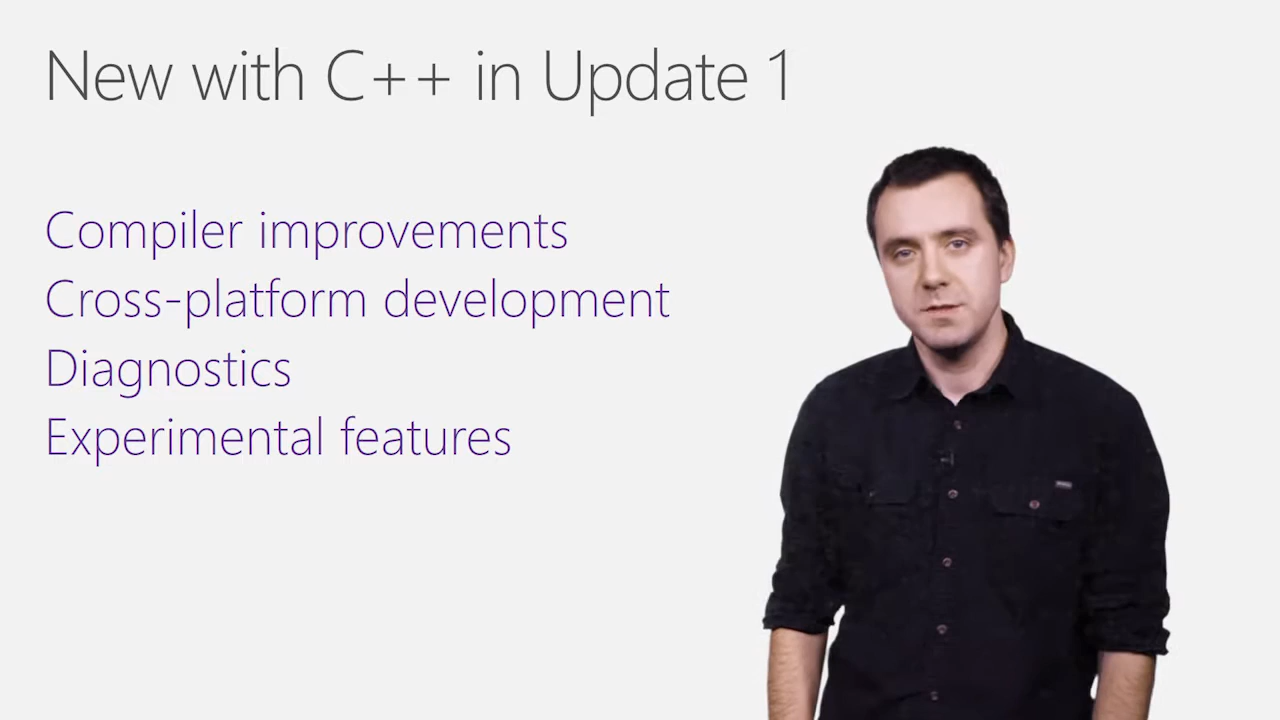 New with C++ in Update 1
Compiler improvements
Cross-platform development
Diagnostics
Experimental features